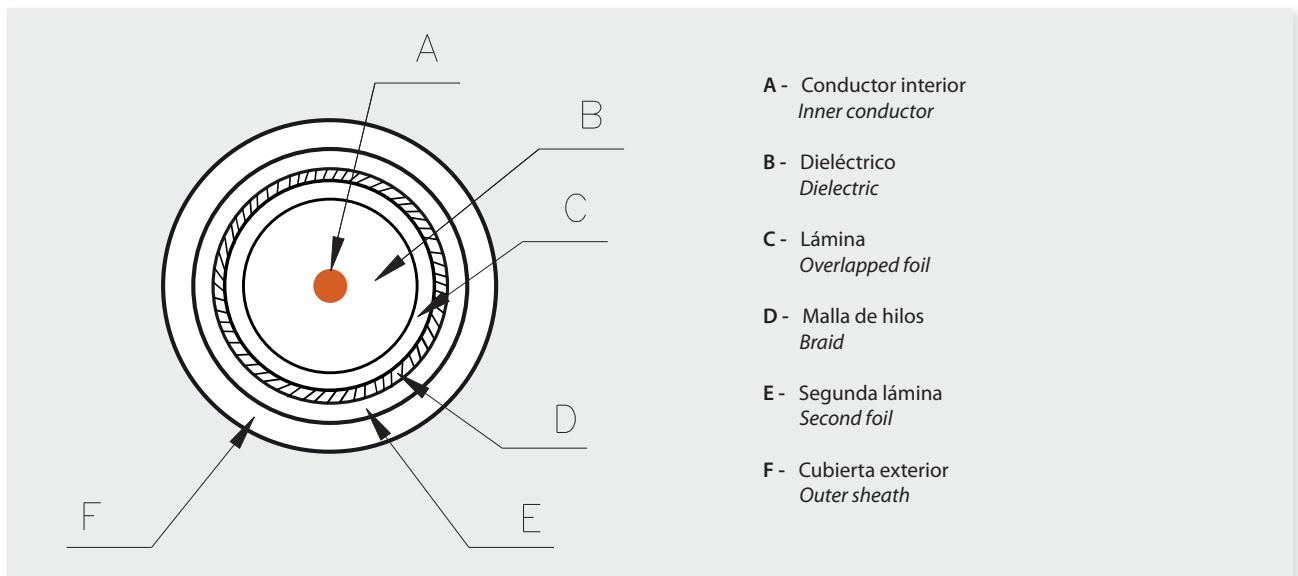 A
B
C
D
E
F
A - Conductor interior
Inner conductor
B - Dieléctrico
Dielectric
C - Lámina
Overlapped foil
D - Malla de hilos
Braid
E - Segunda lámina
Second foil
F - Cubierta exterior
Outer sheath